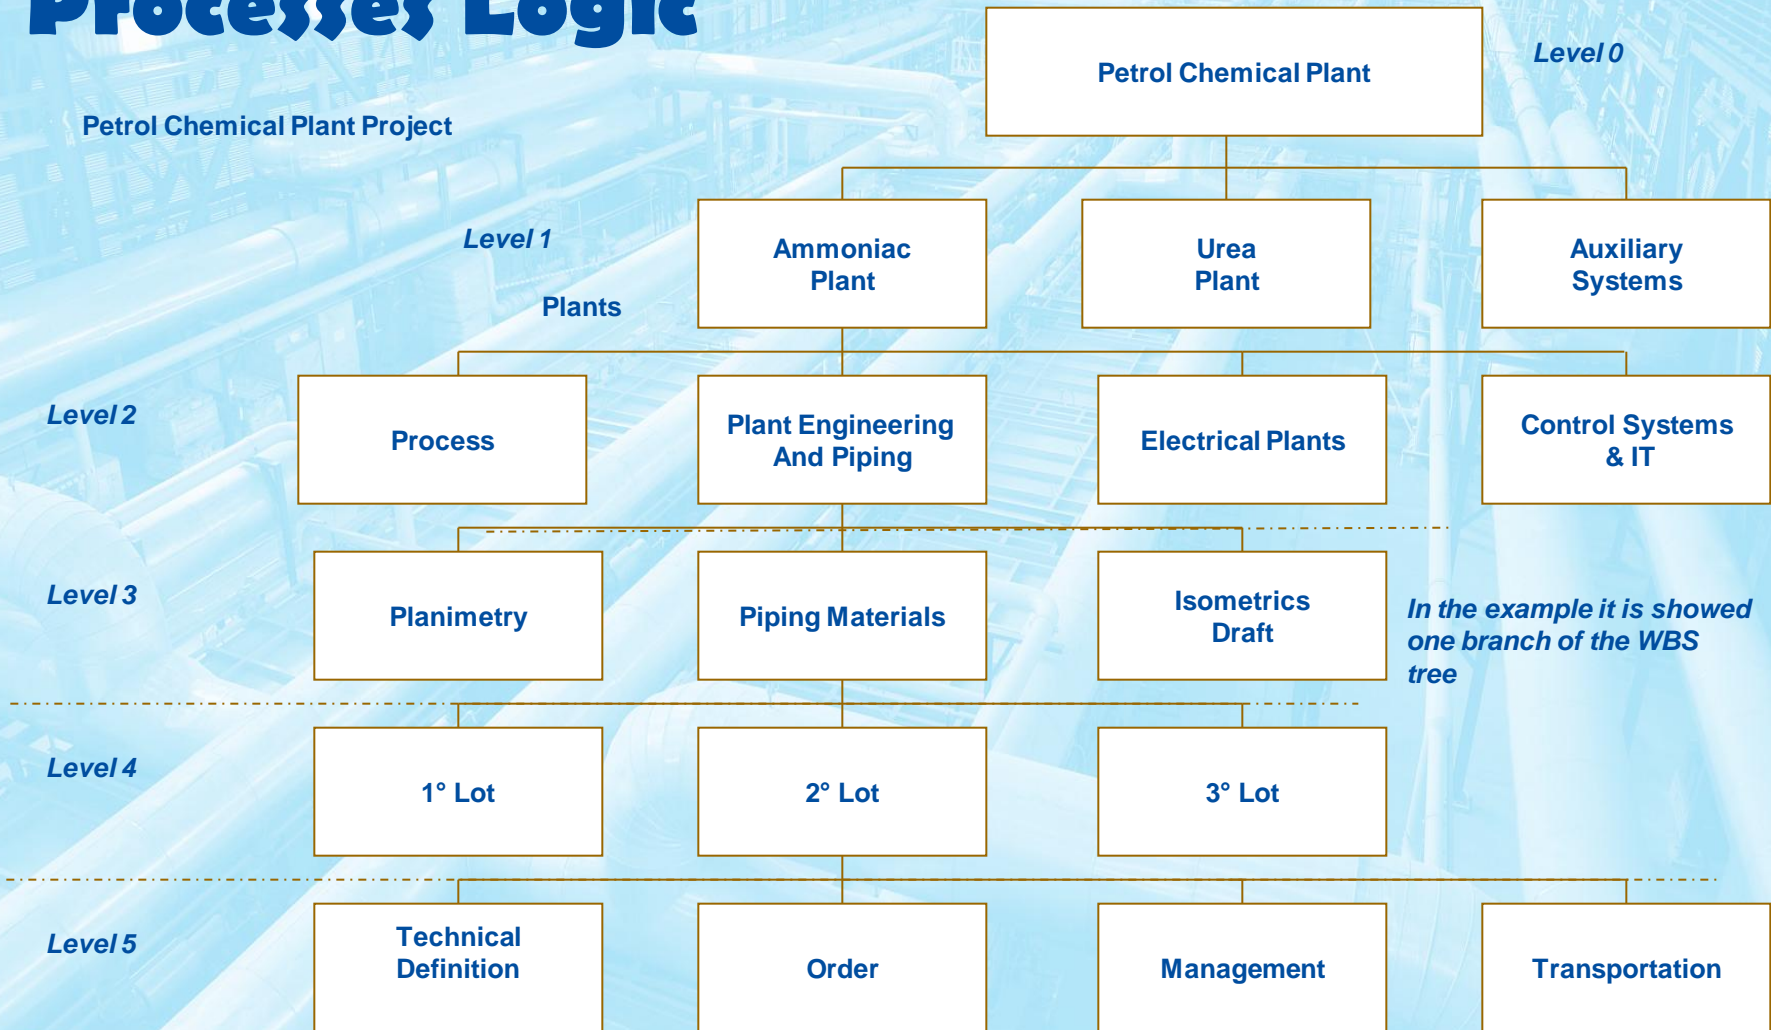 Processes Logic
Petrol Chemical Plant
Level 0
Petrol Chemical Plant Project
Level 1
Plants
Ammoniac
Plant
Urea
Plant
Auxiliary
Systems
Level 2
Process
Plant Engineering
And Piping
Electrical Plants
Control Systems
& IT
Level 3
Planimetry
Piping Materials
Isometrics
Draft
In the example it is showed
one branch of the WBS
tree
Level 4
1° Lot
2° Lot
3° Lot
Level 5
Technical
Definition
Order
Management
Transportation